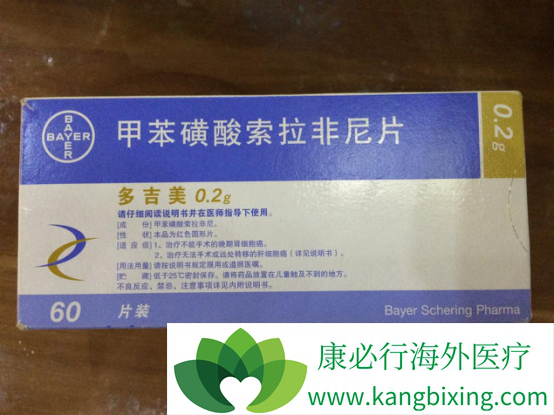 BAYER
BAYER
甲苯磺酸索拉非尼片
0.2g
多吉美 0.2g
请仔细阅读说明书并在医师指导下使用。
[成 份] 甲苯磺酸索拉非尼。
[性 状] 本品为红色圆形片。
[适 应 症] 1、治疗不能手术的晚期肾细胞癌。
2、治疗无法手术或远处转移的肝细胞癌（详见说明书）。
[用法用量] 请按说明书规定服用或遵照医嘱。
[贮 藏] 低于25℃密封保存。请将药品放置在儿童触及不到的地方。
不良反应、禁忌、注意事项详见内附说明书。
60 片装
Bayer Schering Pharma
康必行海外医疗
www.kangbixing.com